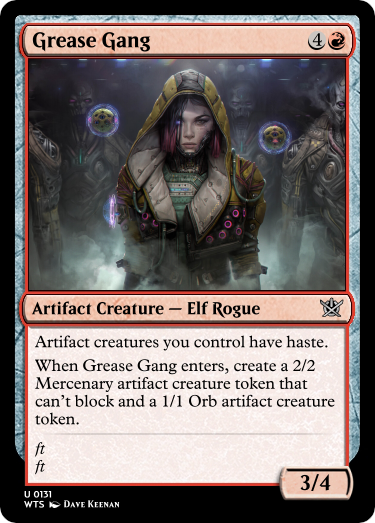 Grease Gang 4
Artifact Creature — Elf Rogue
Artifact creatures you control have haste.
When Grease Gang enters, create a 2/2
Mercenary artifact creature token that
can't block and a 1/1 Orb artifact creature
token.
ft
ft
3/4
U 0131
WTS Dave Keenan